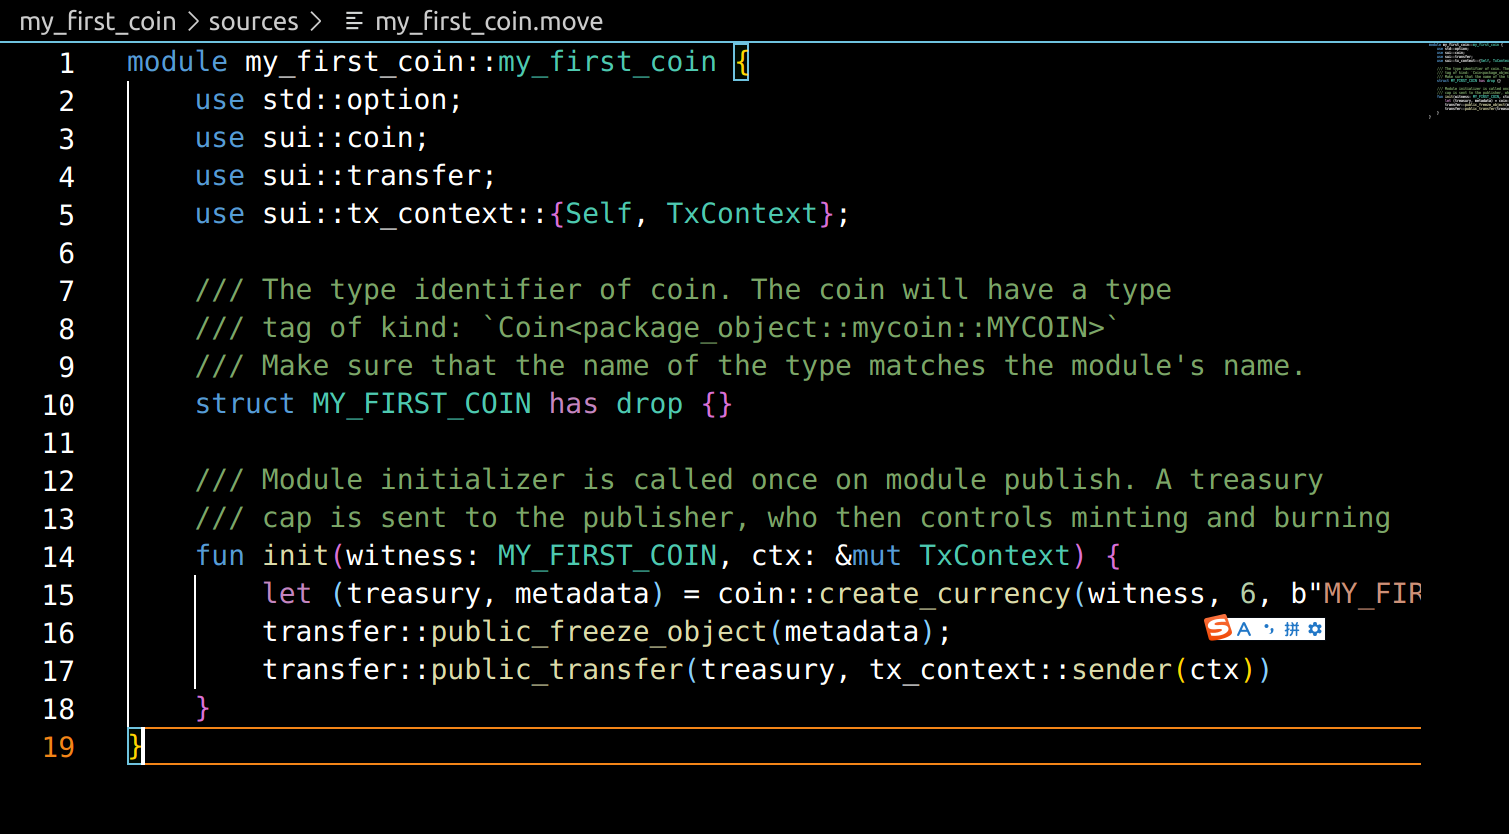 my_first_coin > sources > my_first_coin.move
1 module my_first_coin::my_first_coin {
2     use std::option;
3     use sui::coin;
4     use sui::transfer;
5     use sui::tx_context::{Self, TxContext};
6
7     /// The type identifier of coin. The coin will have a type
8     /// tag of kind: `Coin<package_object::mycoin::MYCOIN>`
9     /// Make sure that the name of the type matches the module's name.
10     struct MY_FIRST_COIN has drop {}
11
12     /// Module initializer is called once on module publish. A treasury
13     /// cap is sent to the publisher, who then controls minting and burning
14     fun init(witness: MY_FIRST_COIN, ctx: &mut TxContext) {
15         let (treasury, metadata) = coin::create_currency(witness, 6, b"MY_FIR
16         transfer::public_freeze_object(metadata);
S A 拼
17         transfer::public_transfer(treasury, tx_context::sender(ctx))
18     }
19 }